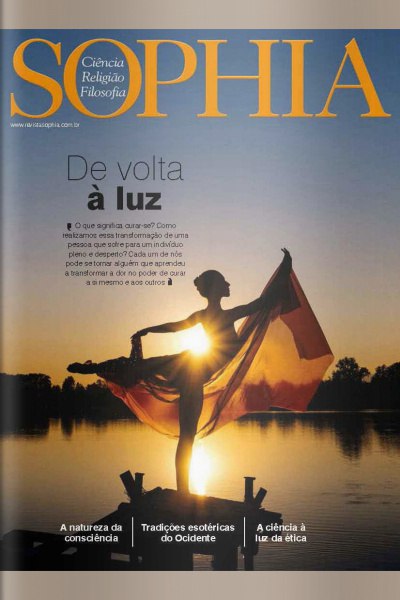 SOPHIA
Ciência
Religião
Filosofia
www.revistasophia.com.br
De volta
à luz
O que significa curar-se? Como
realizamos essa transformação de uma
pessoa que sofre para um indivíduo
pleno e desperto? Cada um de nós
pode se tornar alguém que aprendeu
a transformar a dor no poder de curar
a si mesmo e aos outros
A natureza da
consciência
Tradições esotéricas
do Ocidente
A ciência à
luz da ética